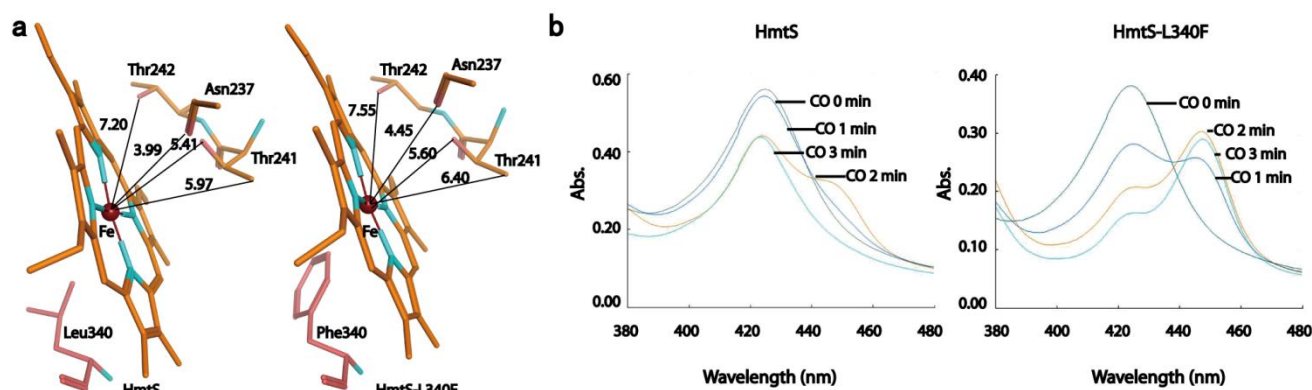 a
Thr242
Asn237
7.20
3.99
5.41
Thr241
5.97
Fe
Leu340
HmtS
Thr242
Asn237
7.55
4.45
5.60
Thr241
6.40
Fe
Phe340
HmtS-L340F
b
HmtS
Abs.
0.60
0.40
0.20
0.00
CO 0 min
CO 1 min
CO 3 min
CO 2 min
380 400 420 440 460 480
Wavelength (nm)
HmtS-L340F
Abs.
0.40
0.30
0.20
0.10
0.00
CO 0 min
CO 2 min
CO 3 min
CO 1 min
380 400 420 440 460 480
Wavelength (nm)